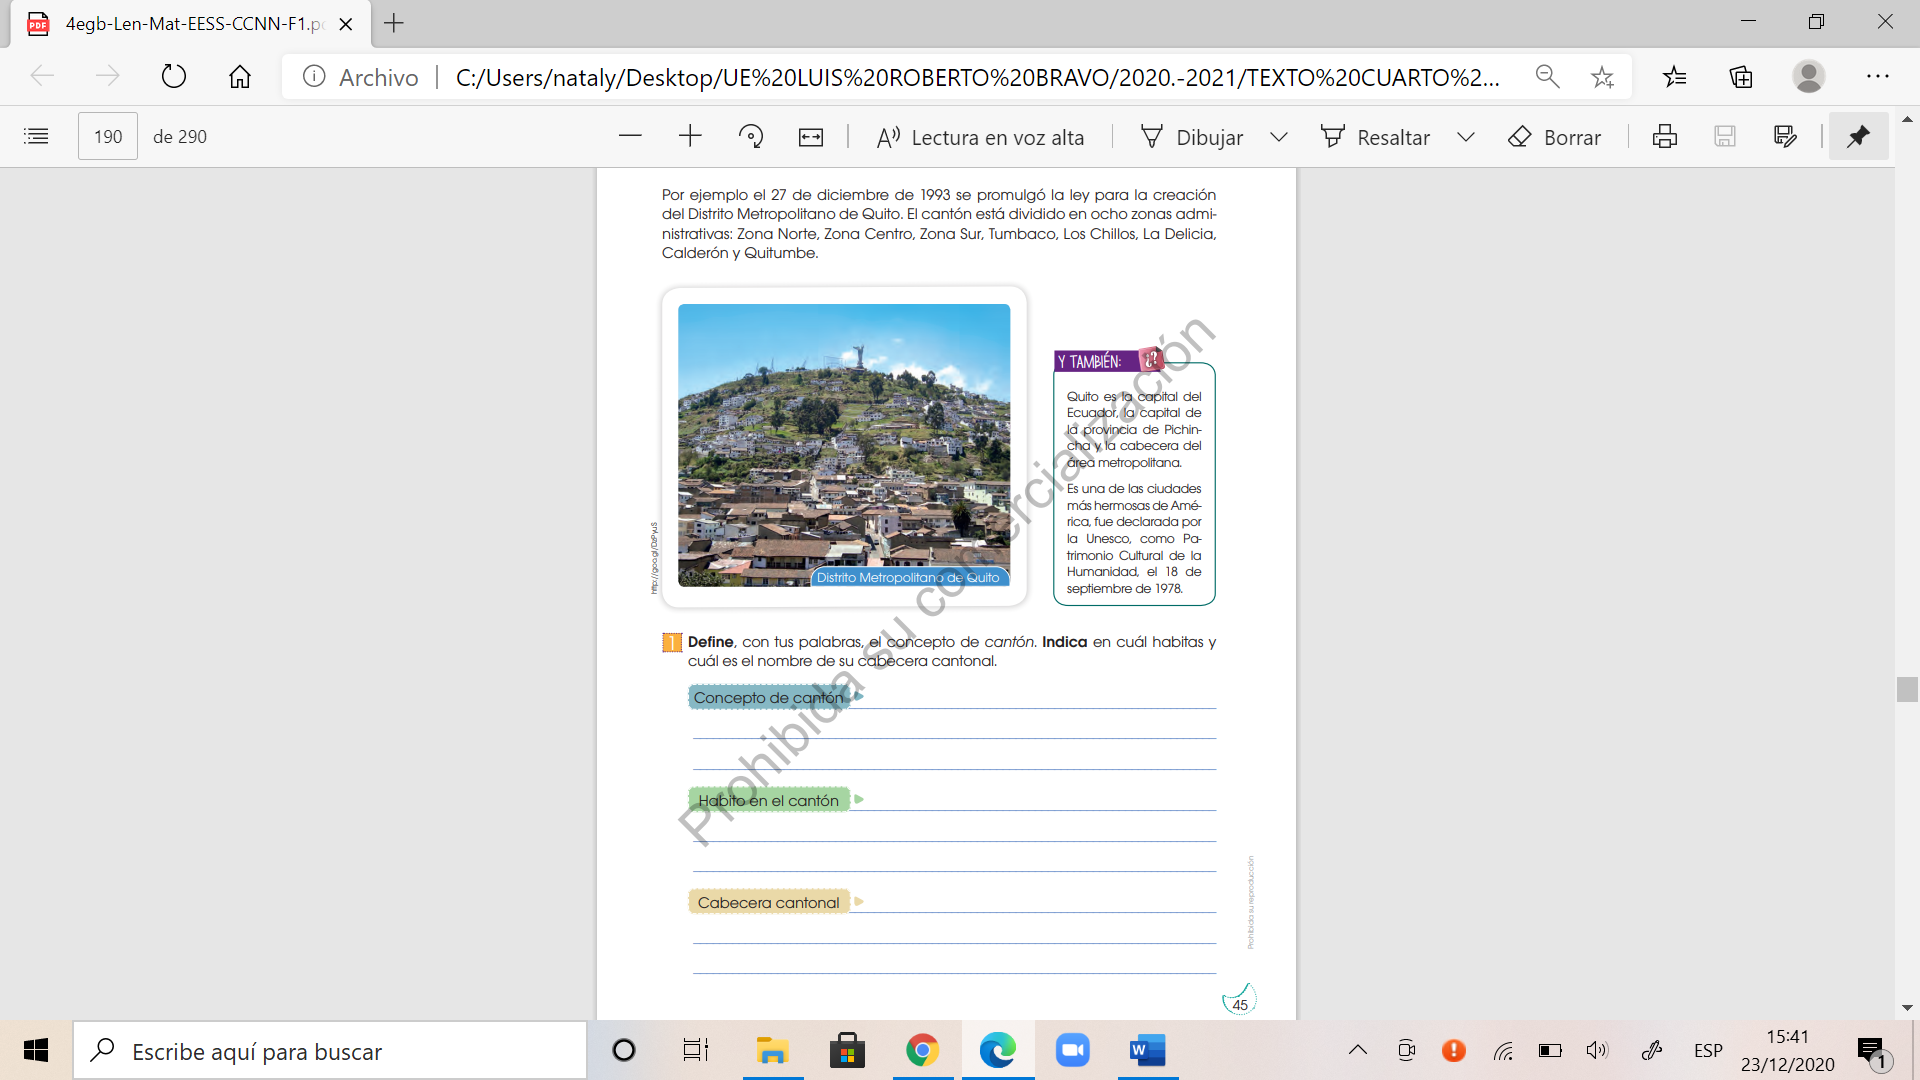 4egb-Len-Mat-EESS-CCNN-F1.p
Archivo
C:/Users/nataly/Desktop/UE%20LUIS%20ROBERTO%20BRAVO/2020.-2021/TEXTO%20CUARTO%2...
190 de 290
Lectura en voz alta
Dibujar
Resaltar
Borrar
Por ejemplo el 27 de diciembre de 1993 se promulgó la ley para la creación
del Distrito Metropolitano de Quito. El cantón está dividido en ocho zonas admi-
nistrativas: Zona Norte, Zona Centro, Zona Sur, Tumbaco, Los Chillos, La Delicia,
Calderón y Quitumbe.
http://goo.gl/DzPyuS
Distrito Metropolitano de Quito
Y TAMBIÉN:
Quito es la capital del
Ecuador, la capital de
la provincia de Pichin-
cha y la cabecera del
área metropolitana.
Es una de las ciudades
más hermosas de Amé-
rica, fue declarada por
la Unesco, como Pa-
trimonio Cultural de la
Humanidad, el 18 de
septiembre de 1978.
1 Define, con tus palabras, el concepto de cantón. Indica en cuál habitas y
cuál es el nombre de su cabecera cantonal.
Concepto de cantón
Habito en el cantón
Cabecera cantonal
Prohibida su comercialización
Prohibida su reproducción
45
Escribe aquí para buscar
ESP
15:41
23/12/2020
1